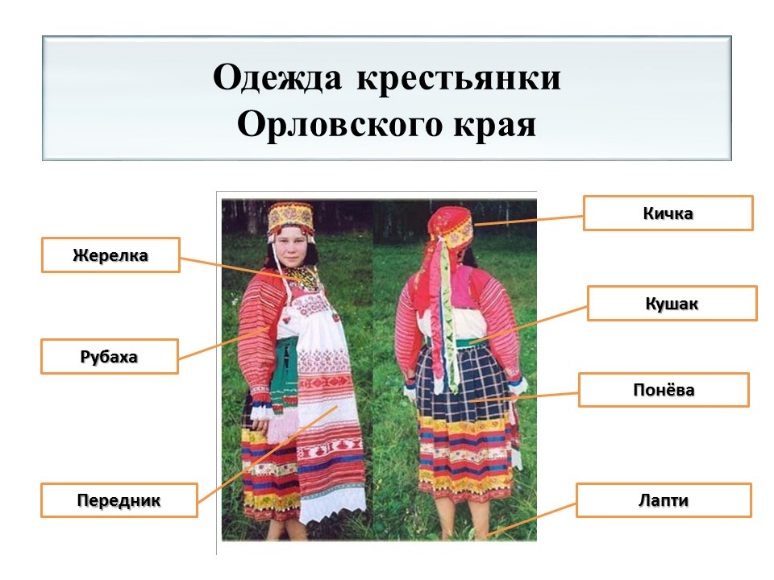 Одежда крестьянки
Орловского края
Кичка
Жерелка
Кушак
Рубаха
Понёва
Передник
Лапти